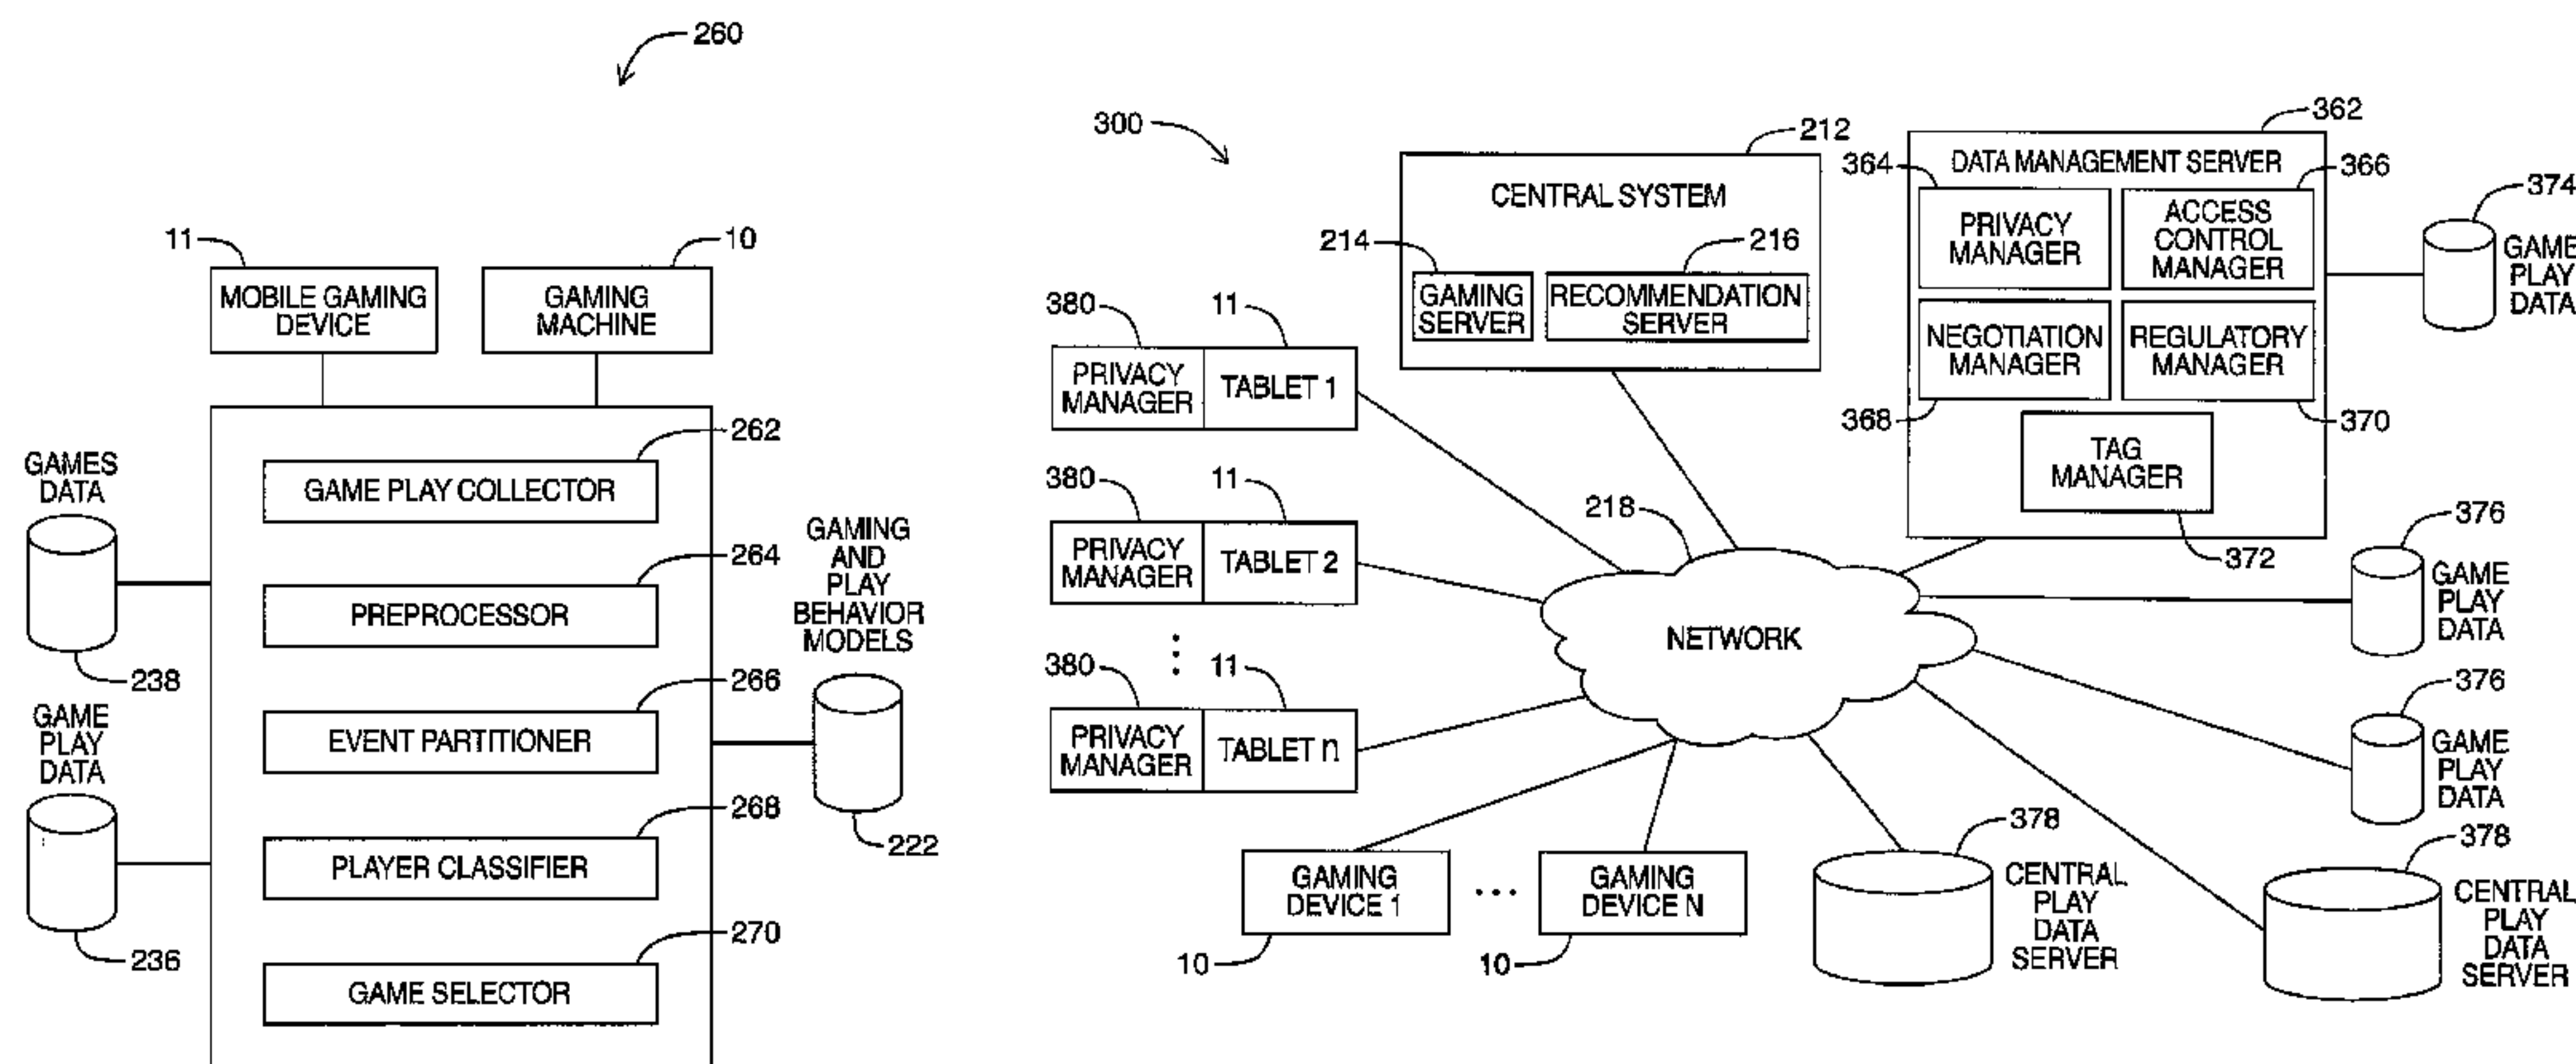 260
11
10
MOBILE GAMING
DEVICE
GAMING
MACHINE
262
GAMES
DATA
GAME PLAY COLLECTOR
GAMING
AND
PLAY
BEHAVIOR
MODELS
264
PREPROCESSOR
238
266
GAME
PLAY
DATA
EVENT PARTITIONER
268
222
PLAYER CLASSIFIER
270
236
GAME SELECTOR
300
212
CENTRAL SYSTEM
214
216
GAMING
SERVER
RECOMMENDATION
SERVER
362
364
DATA MANAGEMENT SERVER
366
PRIVACY
MANAGER
ACCESS
CONTROL
MANAGER
NEGOTIATION
MANAGER
REGULATORY
MANAGER
368
370
TAG
MANAGER
372
374
GAME
PLAY
DATA
380
11
PRIVACY
MANAGER
TABLET 1
380
11
PRIVACY
MANAGER
TABLET 2
380
11
PRIVACY
MANAGER
TABLET n
218
NETWORK
376
GAME
PLAY
DATA
376
GAME
PLAY
DATA
GAMING
DEVICE 1
10
GAMING
DEVICE N
10
378
CENTRAL
PLAY
DATA
SERVER
378
CENTRAL
PLAY
DATA
SERVER